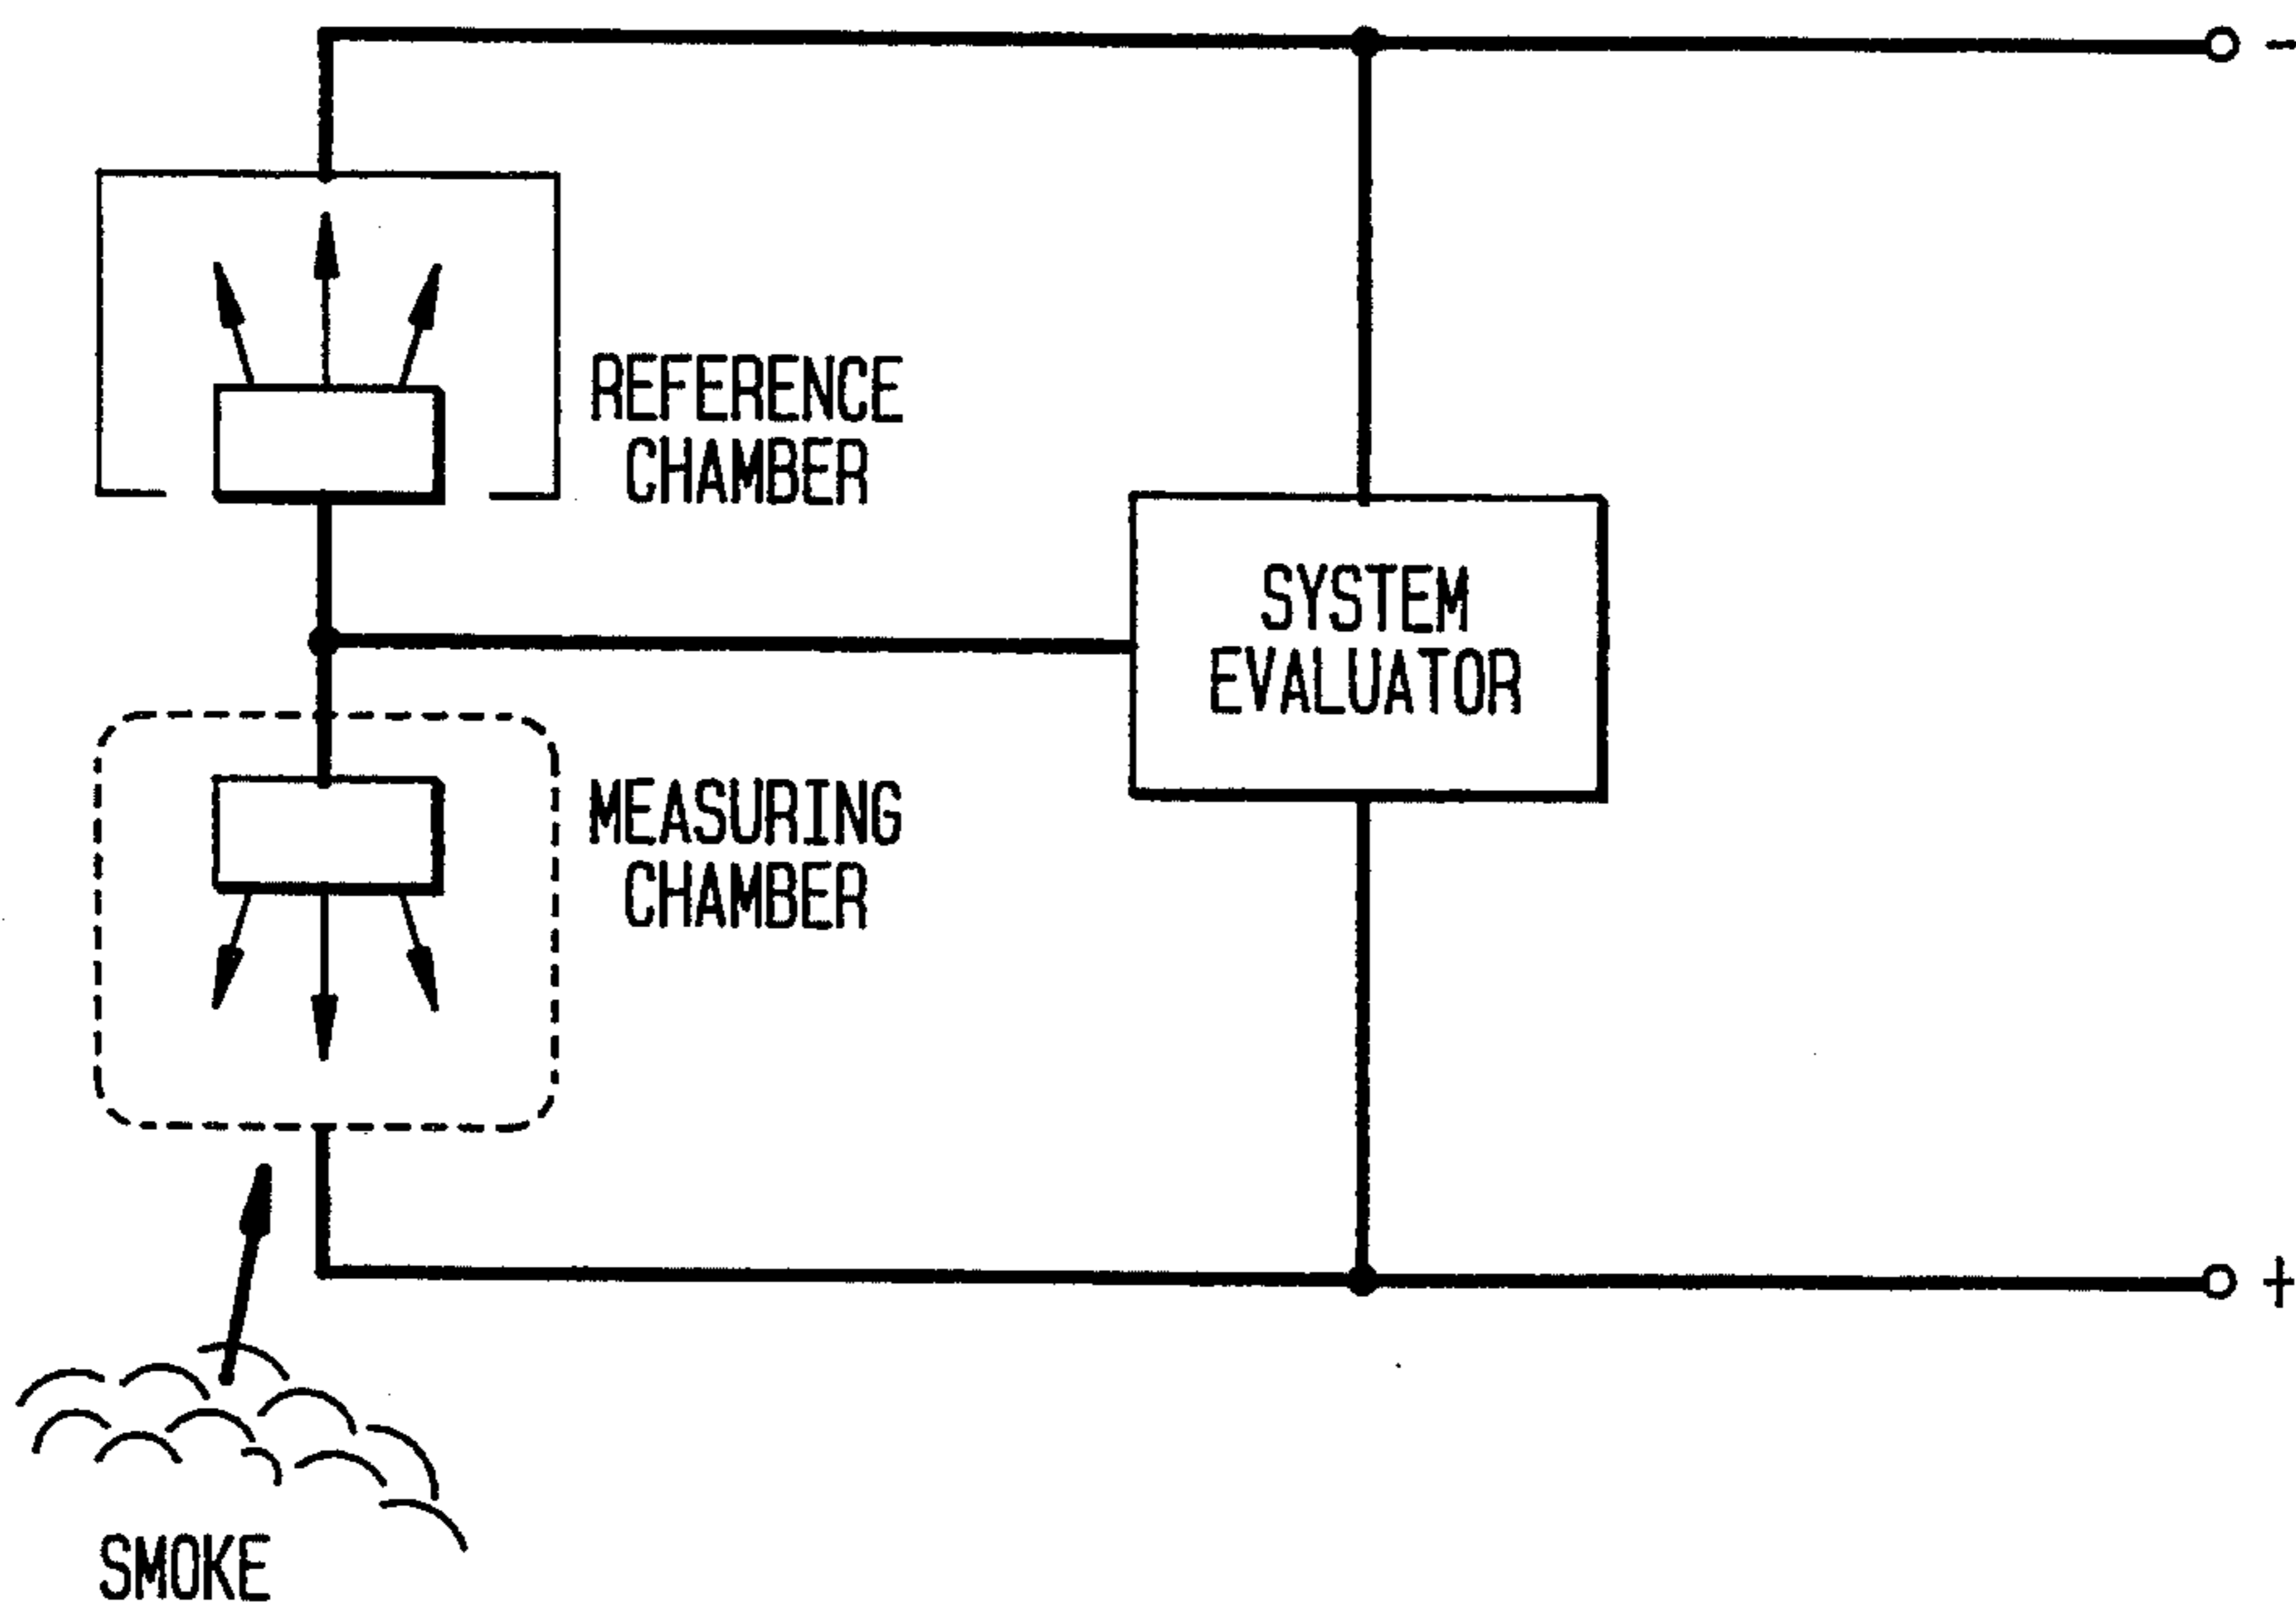 -
REFERENCE
CHAMBER
SYSTEM
EVALUATOR
MEASURING
CHAMBER
+
SMOKE